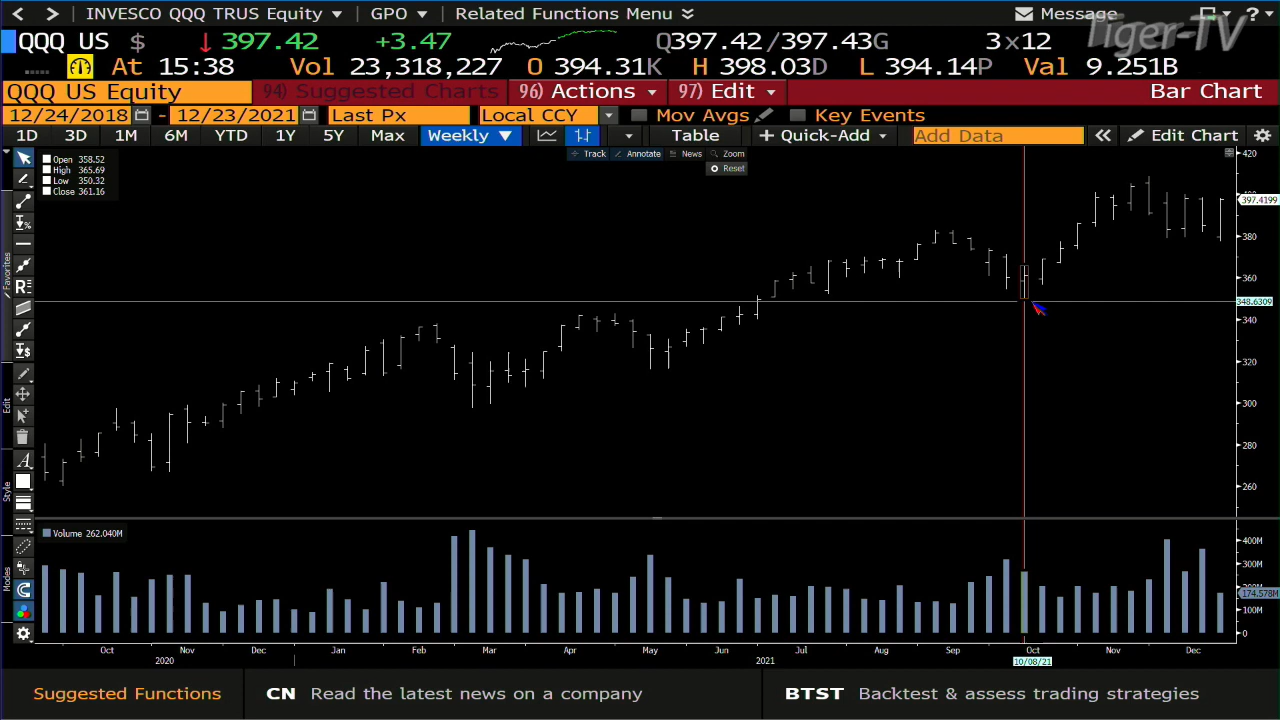 INVESCO QQQ TRUS Equity GPO Related Functions Menu Message ?
QQQ US $ 397.42 +3.47 Q397.42/397.43G 3x12
At 15:38 Vol 23,318,227 O 394.31K H 398.03D L 394.14P Val 9.251B
Tiger-TV
QQQ US Equity 94) Suggested Charts 96) Actions 97) Edit Bar Chart
12/24/2018 - 12/23/2021 Last Px Local CCY Mov Avgs Key Events
1D 3D 1M 6M YTD 1Y 5Y Max Weekly Table + Quick-Add Add Data « Edit Chart
Track Annotate News Zoom
Reset
Open 358.52
High 365.69
Low 350.32
Close 361.16
Favorites
Edit
Style
Modes
420
400
397.4199
380
360
348.6309
340
320
300
280
260
Volume 262.040M
400M
300M
174.578M
100M
0
Oct Nov Dec Jan Feb Mar Apr May Jun Jul Aug Sep Oct Nov Dec
2020 2021 10/08/21
Suggested Functions CN Read the latest news on a company BTST Backtest & assess trading strategies